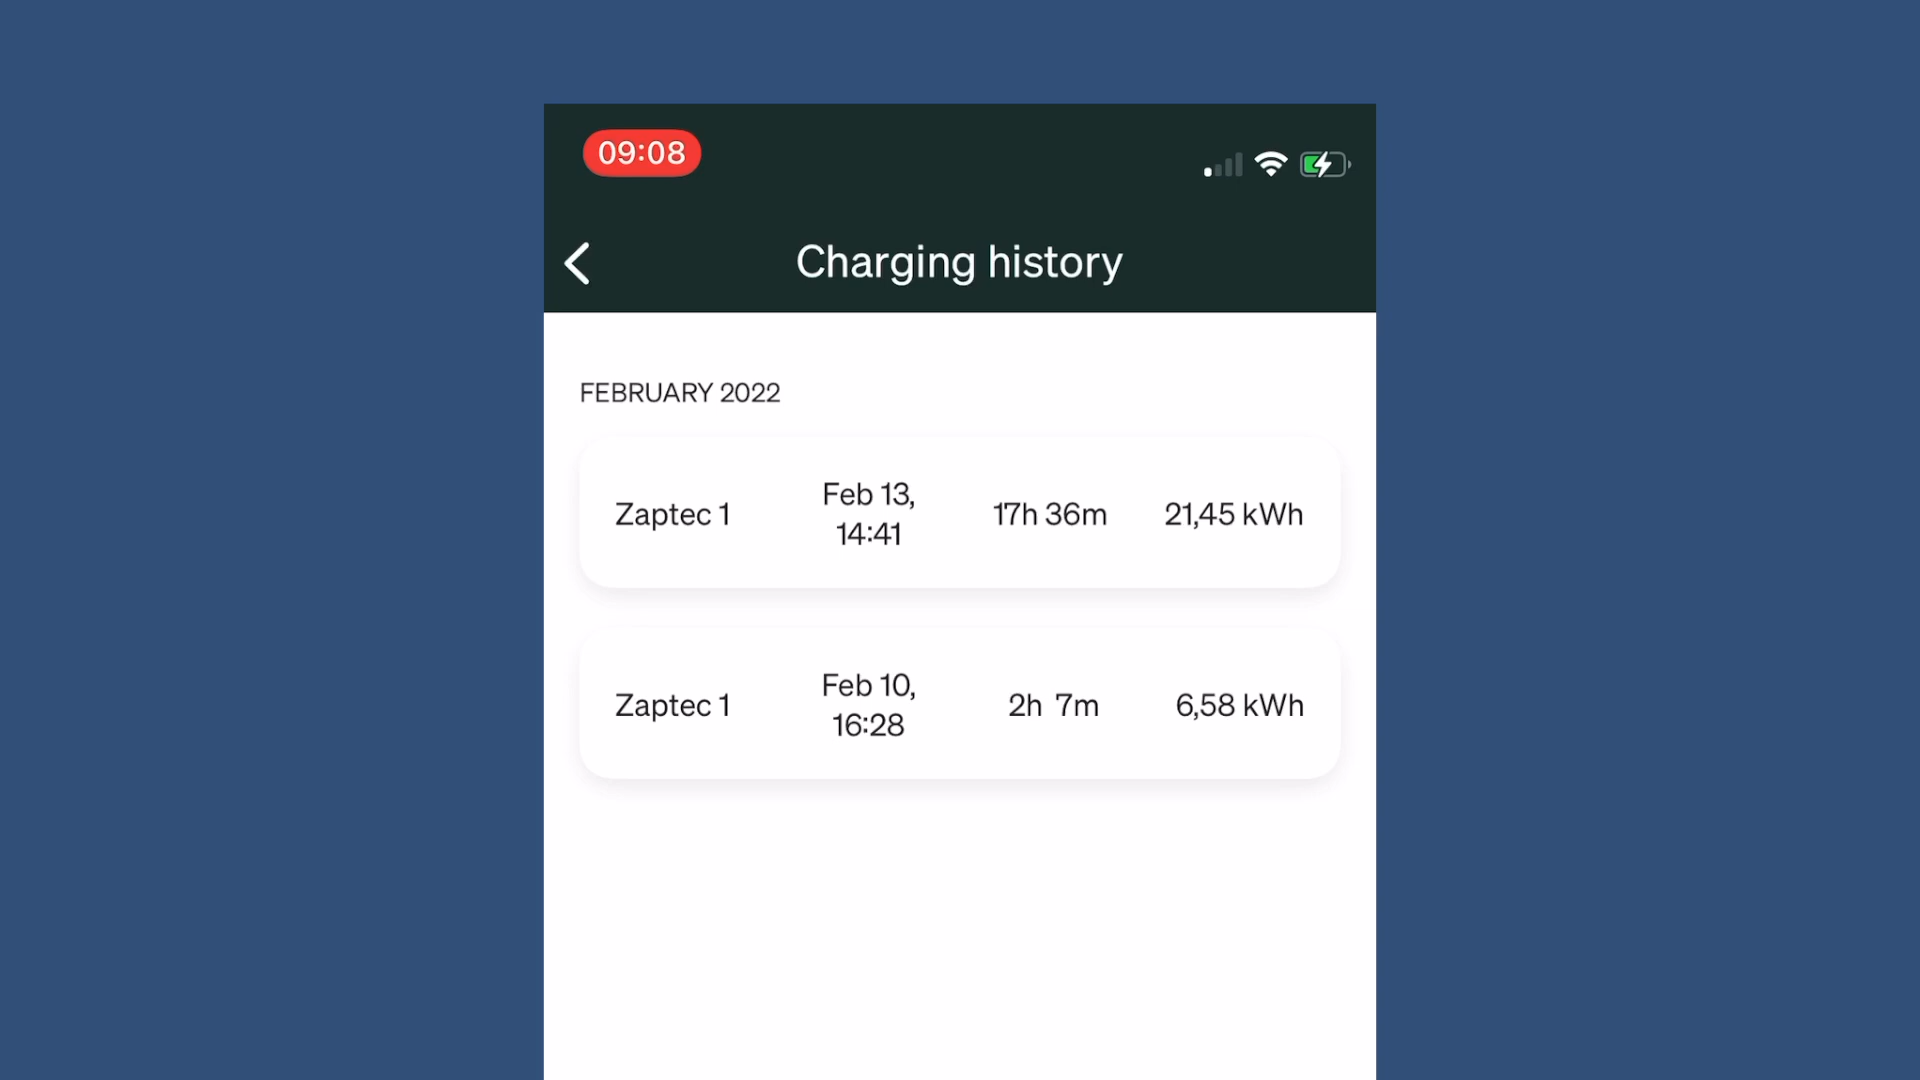 09:08
Charging history
FEBRUARY 2022
Zaptec 1
Feb 13,
14:41
17h 36m
21,45 kWh
Zaptec 1
Feb 10,
16:28
2h 7m
6,58 kWh